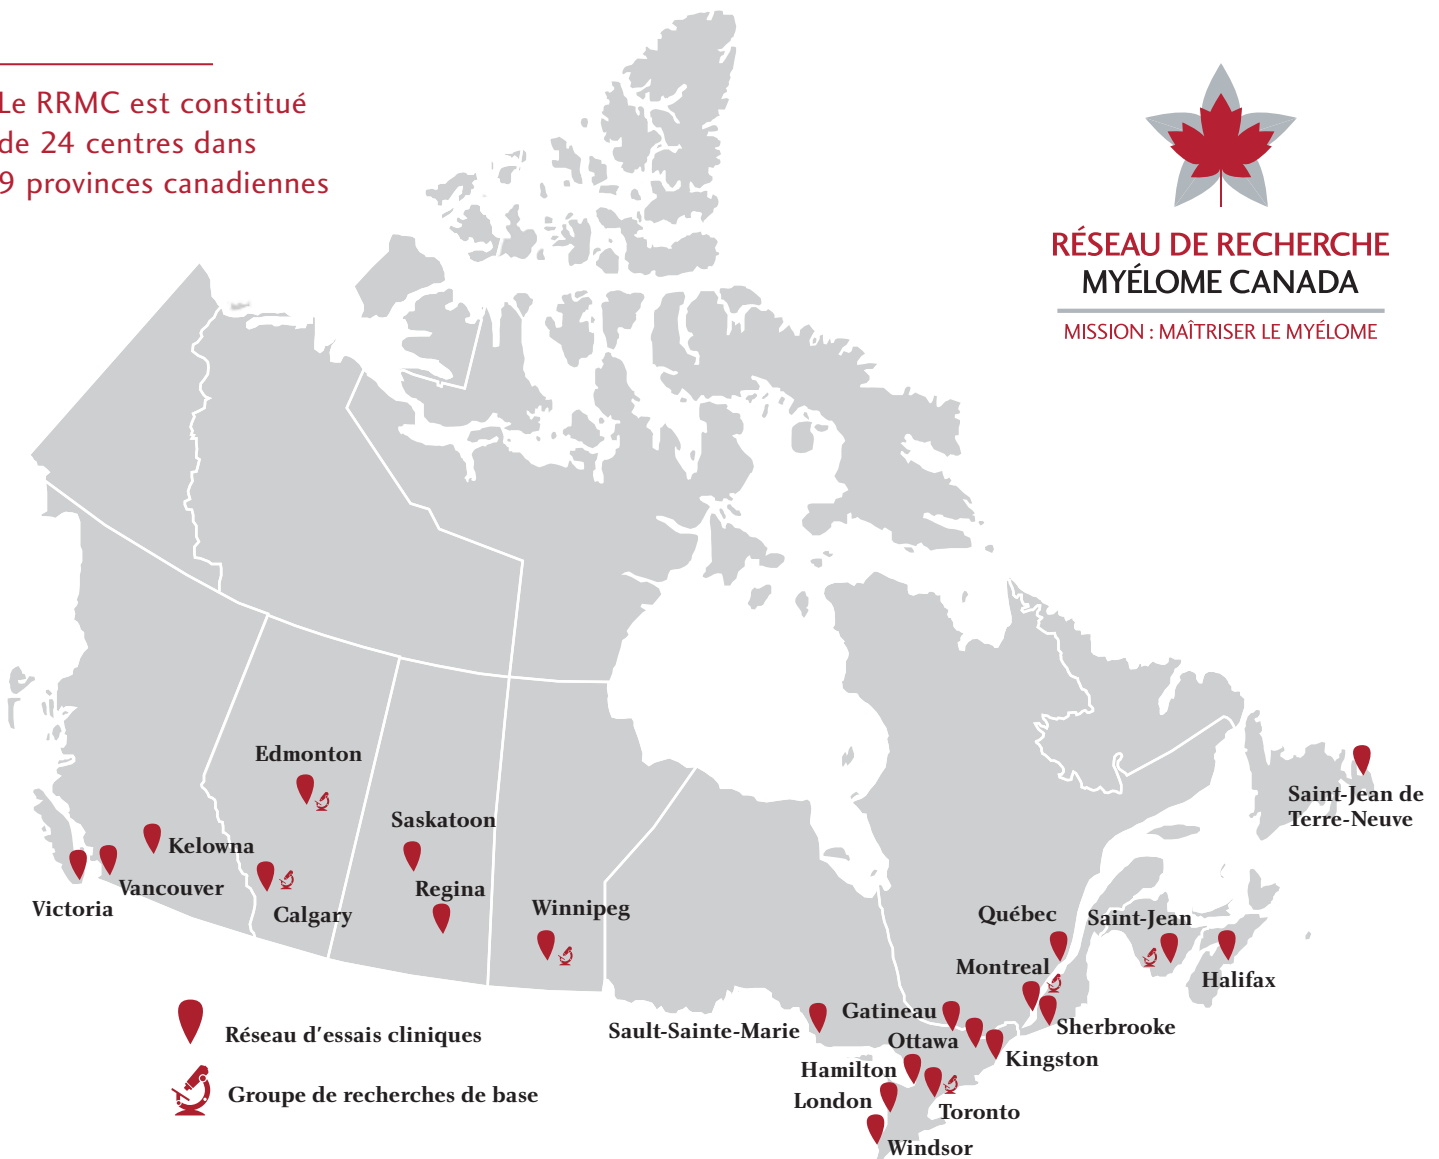 Le RRMC est constitué
de 24 centres dans
9 provinces canadiennes
RÉSEAU DE RECHERCHE
MYÉLOME CANADA
MISSION : MAÎTRISER LE MYÉLOME
Edmonton
Saint-Jean de
Terre-Neuve
Saskatoon
Kelowna
Vancouver
Regina
Victoria
Calgary
Winnipeg
Québec
Saint-Jean
Montreal
Halifax
Gatineau
Sherbrooke
Sault-Sainte-Marie
Ottawa
Kingston
Réseau d'essais cliniques
Hamilton
Groupe de recherches de base
London
Toronto
Windsor